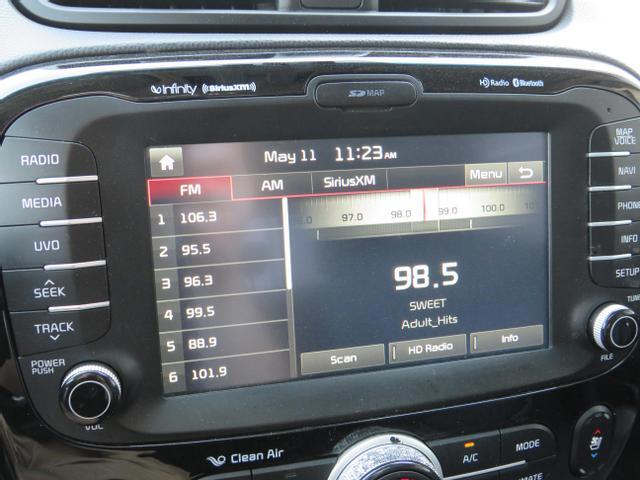 infinity ((SiriusXM))
SD MAP
HD Radio Bluetooth
RADIO
MEDIA
UVO
SEEK
TRACK
POWER
PUSH
VOL
May 11 11:23 AM
FM AM SiriusXM Menu
1 106.3
2 95.5
3 96.3
4 99.5
5 88.9
6 101.9
97.0 98.0 99.0 100.0
98.5
SWEET
Adult_Hits
Scan HD Radio Info
MAP
VOICE
NAVI
PHONE
INFO
SETUP
TUNE
FILE
Clean Air
A/C
MODE